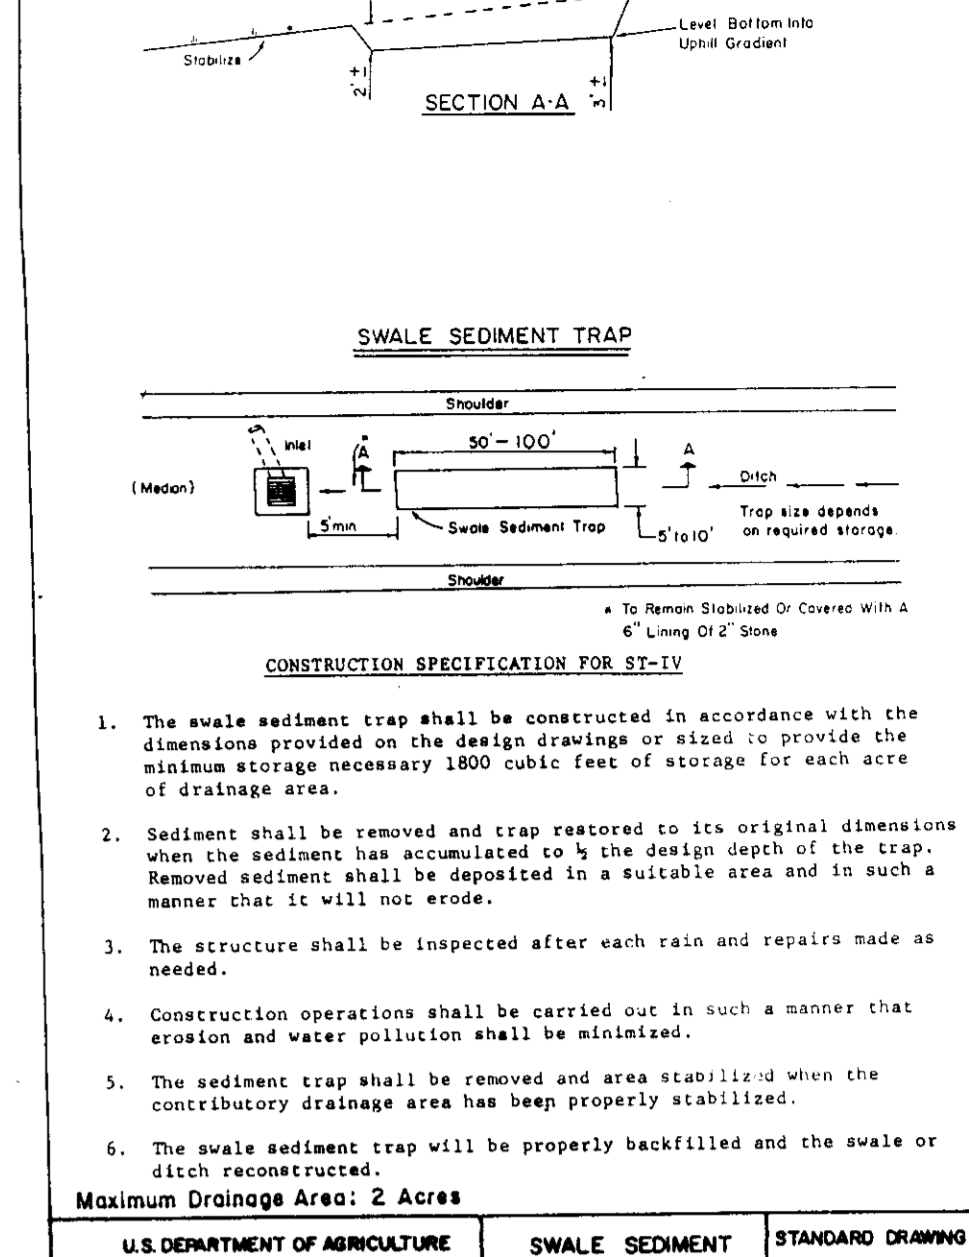 Level Bottom Into
Uphill Gradient
Stabilize
2' ±
3' ±
SECTION A-A
SWALE SEDIMENT TRAP
Shoulder
Inlet
A *
50' - 100'
A
(Median)
Ditch
5' min
Swale Sediment Trap
5' to 10'
Trap size depends
on required storage.
Shoulder
* To Remain Stabilized Or Covered With A
6" Lining Of 2" Stone
CONSTRUCTION SPECIFICATION FOR ST-IV
1. The swale sediment trap shall be constructed in accordance with the
dimensions provided on the design drawings or sized to provide the
minimum storage necessary 1800 cubic feet of storage for each acre
of drainage area.
2. Sediment shall be removed and trap restored to its original dimensions
when the sediment has accumulated to ½ the design depth of the trap.
Removed sediment shall be deposited in a suitable area and in such a
manner that it will not erode.
3. The structure shall be inspected after each rain and repairs made as
needed.
4. Construction operations shall be carried out in such a manner that
erosion and water pollution shall be minimized.
5. The sediment trap shall be removed and area stabilized when the
contributory drainage area has been properly stabilized.
6. The swale sediment trap will be properly backfilled and the swale or
ditch reconstructed.
Maximum Drainage Area: 2 Acres
U.S. DEPARTMENT OF AGRICULTURE
SWALE SEDIMENT
STANDARD DRAWING